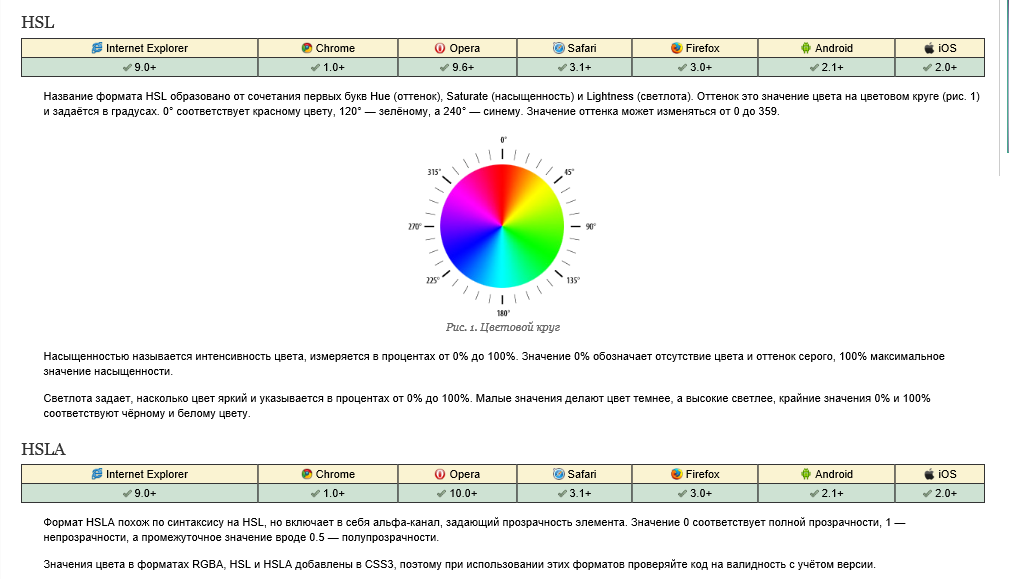 HSL
Internet Explorer Chrome Opera Safari Firefox Android iOS
9.0+ 1.0+ 9.6+ 3.1+ 3.0+ 2.1+ 2.0+
Название формата HSL образовано от сочетания первых букв Hue (оттенок), Saturate (насыщенность) и Lightness (светлота). Оттенок это значение цвета на цветовом круге (рис. 1)
и задаётся в градусах. 0° соответствует красному цвету, 120° — зелёному, а 240° — синему. Значение оттенка может изменяться от 0 до 359.
0°
315° 45°
270° 90°
225° 135°
180°
Рис. 1. Цветовой круг
Насыщенностью называется интенсивность цвета, измеряется в процентах от 0% до 100%. Значение 0% обозначает отсутствие цвета и оттенок серого, 100% максимальное
значение насыщенности.
Светлота задает, насколько цвет яркий и указывается в процентах от 0% до 100%. Малые значения делают цвет темнее, а высокие светлее, крайние значения 0% и 100%
соответствуют чёрному и белому цвету.
HSLA
Internet Explorer Chrome Opera Safari Firefox Android iOS
9.0+ 1.0+ 10.0+ 3.1+ 3.0+ 2.1+ 2.0+
Формат HSLA похож по синтаксису на HSL, но включает в себя альфа-канал, задающий прозрачность элемента. Значение 0 соответствует полной прозрачности, 1 —
непрозрачности, а промежуточное значение вроде 0.5 — полупрозрачности.
Значения цвета в форматах RGBA, HSL и HSLA добавлены в CSS3, поэтому при использовании этих форматов проверяйте код на валидность с учётом версии.